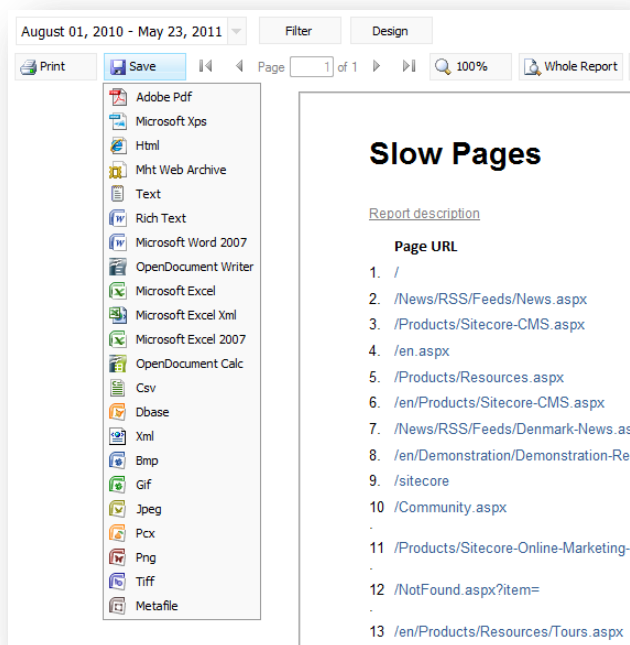 August 01, 2010 - May 23, 2011 Filter Design
Print Save Page 1 of 1 100% Whole Report
Adobe Pdf
Microsoft Xps
Html
Mht Web Archive
Text
Rich Text
Microsoft Word 2007
OpenDocument Writer
Microsoft Excel
Microsoft Excel Xml
Microsoft Excel 2007
OpenDocument Calc
Csv
Dbase
Xml
Bmp
Gif
Jpeg
Pcx
Png
Tiff
Metafile
Slow Pages
Report description
Page URL
1. /
2. /News/RSS/Feeds/News.aspx
3. /Products/Sitecore-CMS.aspx
4. /en.aspx
5. /Products/Resources.aspx
6. /en/Products/Sitecore-CMS.aspx
7. /News/RSS/Feeds/Denmark-News.as
8. /en/Demonstration/Demonstration-Re
9. /sitecore
10 /Community.aspx
.
11 /Products/Sitecore-Online-Marketing-
.
12 /NotFound.aspx?item=
.
13 /en/Products/Resources/Tours.aspx